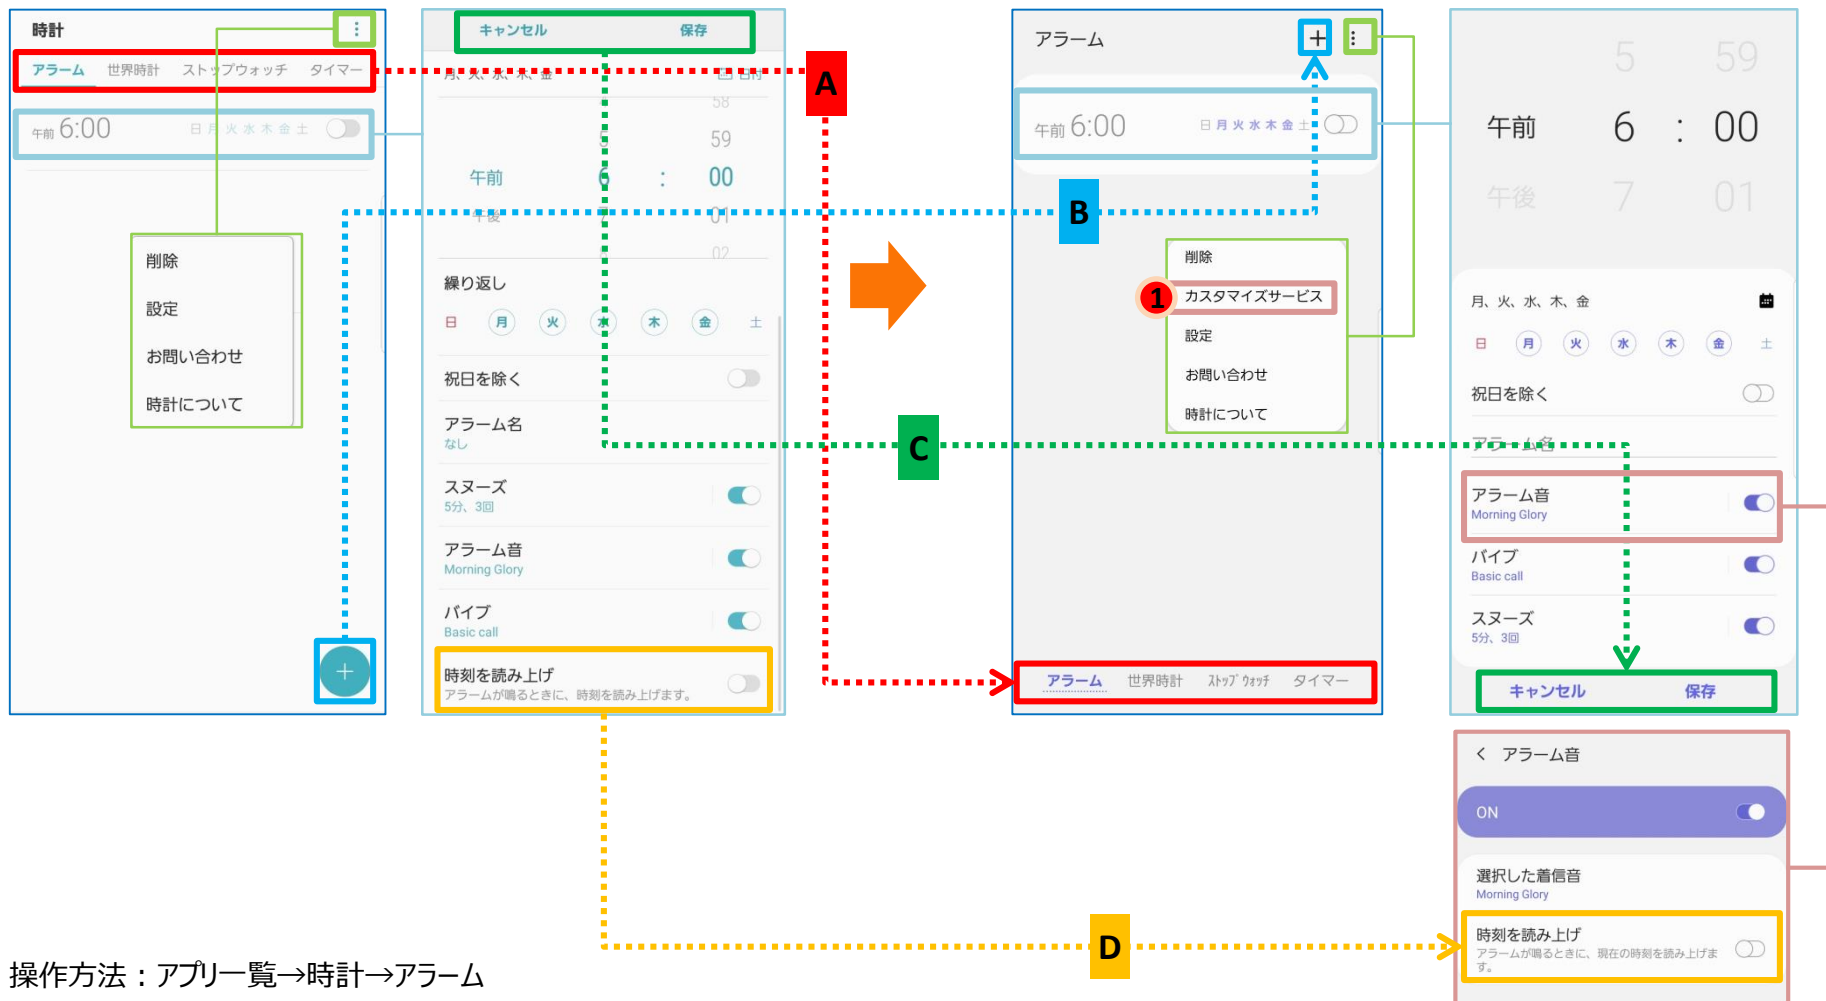 時計
アラーム 世界時計 ストップウォッチ タイマー
午前 6:00 日 月 火 水 木 金 土
削除
設定
お問い合わせ
時計について
+
キャンセル 保存
月、火、水、木、金 日付
58
5 59
午前 6 : 00
午後 7 01
02
繰り返し
日 月 火 水 木 金 土
祝日を除く
アラーム名
なし
スヌーズ
5分、3回
アラーム音
Morning Glory
バイブ
Basic call
時刻を読み上げ
アラームが鳴るときに、時刻を読み上げます。
A
B
C
D
アラーム +
午前 6:00 日 月 火 水 木 金 土
削除
1 カスタマイズサービス
設定
お問い合わせ
時計について
アラーム 世界時計 ｽﾄｯﾌﾟｳｫｯﾁ タイマー
5 59
午前 6 : 00
午後 7 01
月、火、水、木、金
日 月 火 水 木 金 土
祝日を除く
アラーム名
アラーム音
Morning Glory
バイブ
Basic call
スヌーズ
5分、3回
キャンセル 保存
< アラーム音
ON
選択した着信音
Morning Glory
時刻を読み上げ
アラームが鳴るときに、現在の時刻を読み上げま
す。
操作方法：アプリ一覧→時計→アラーム